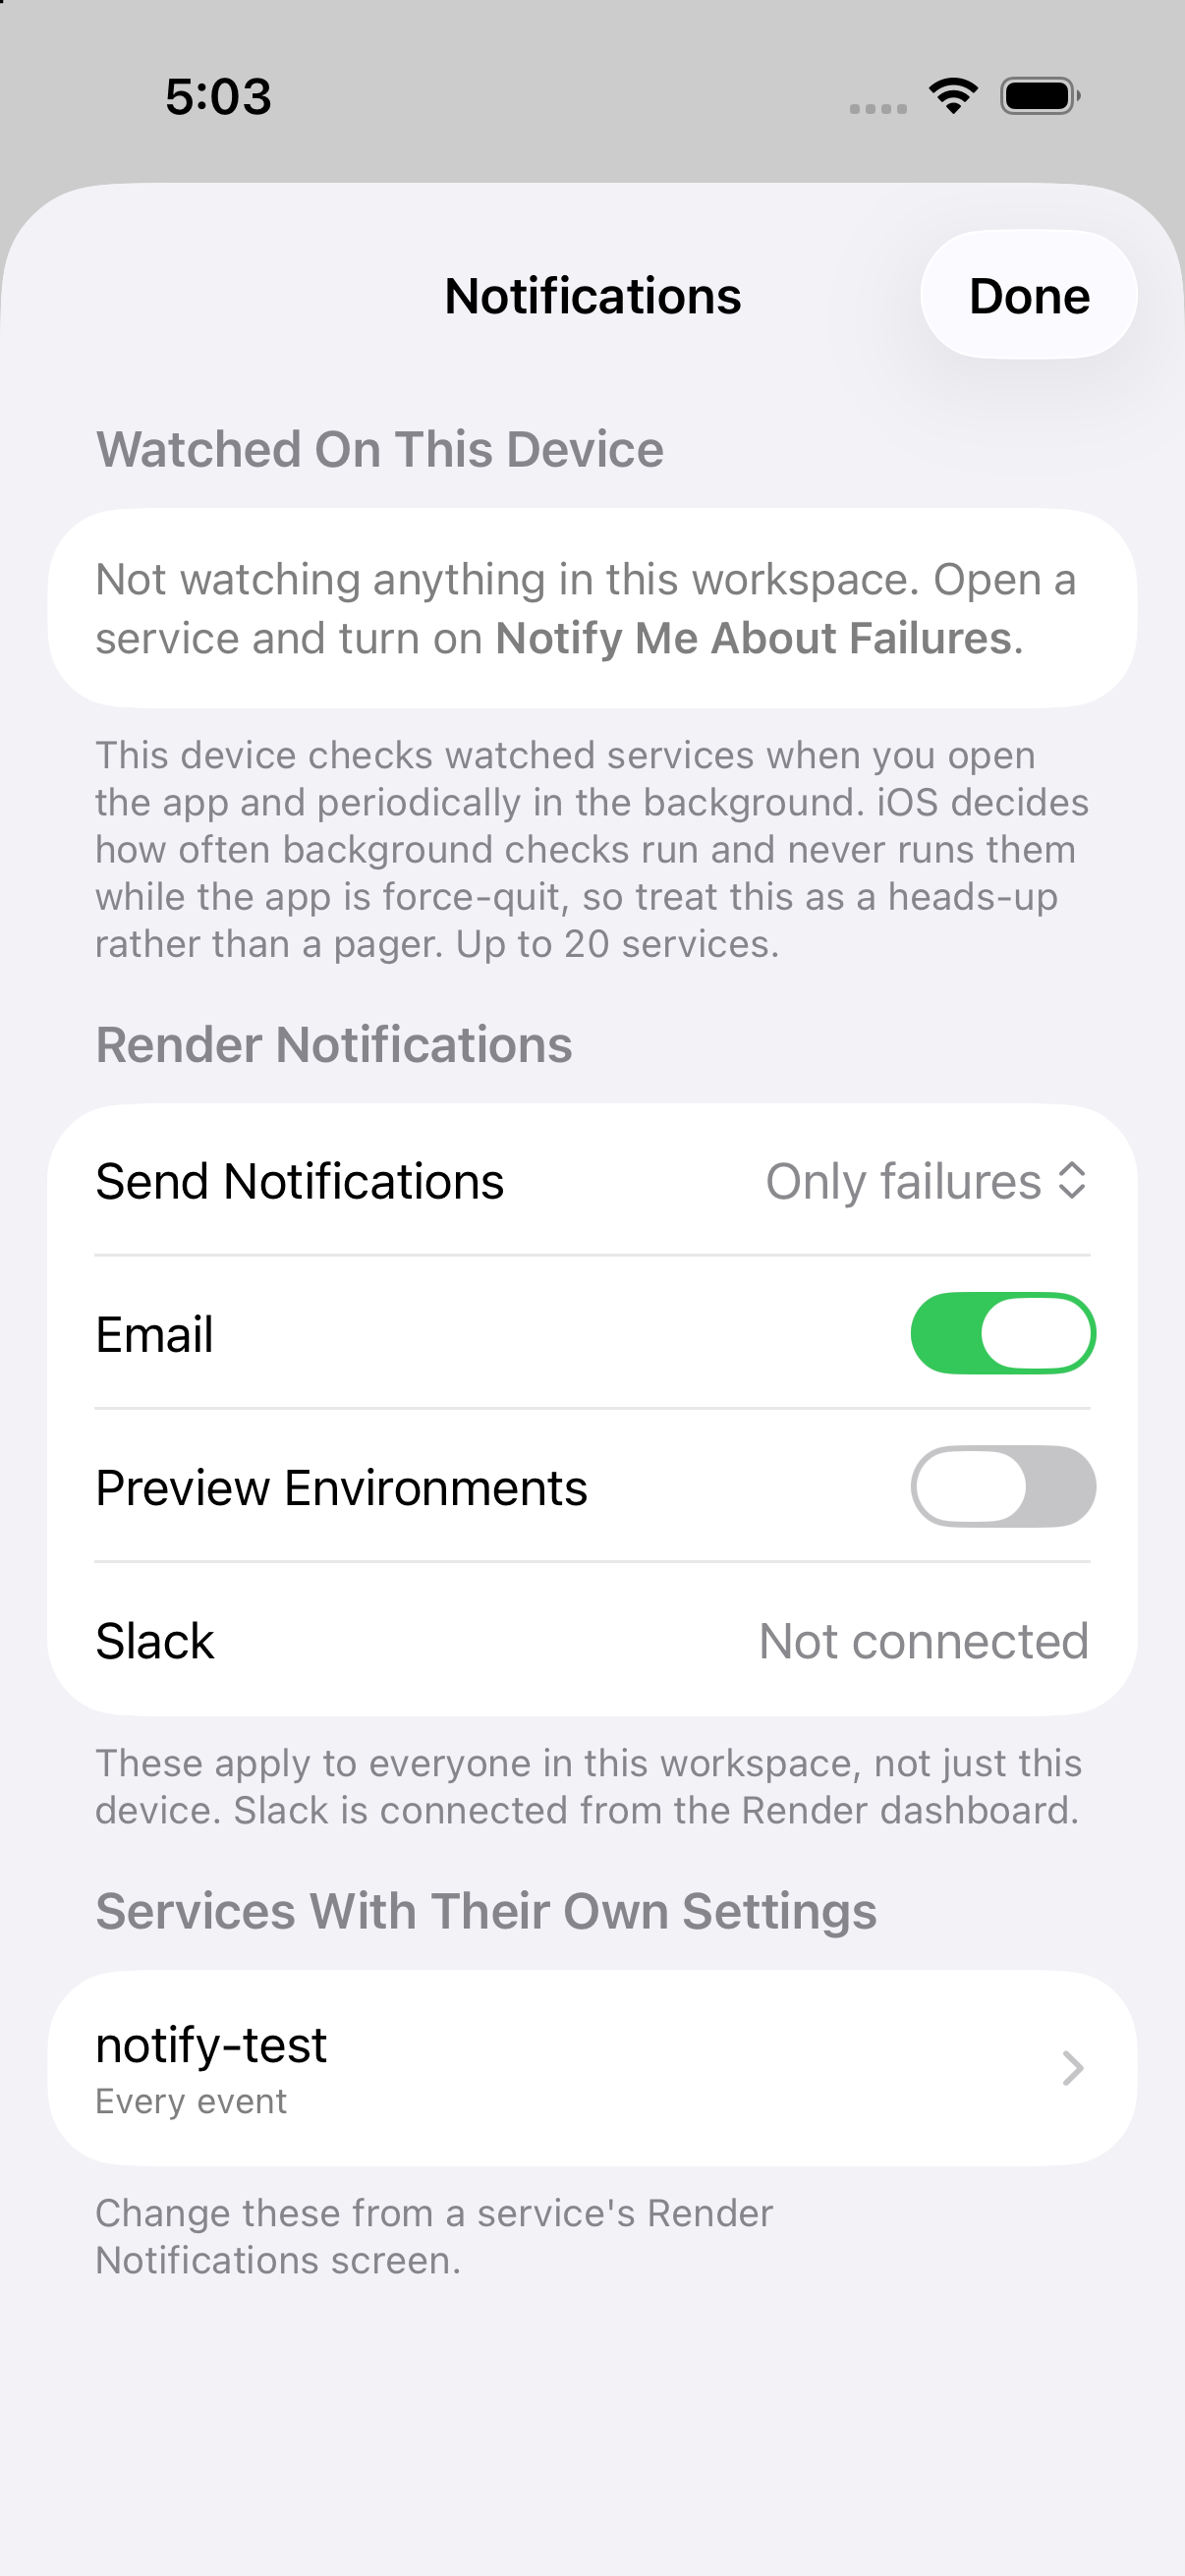 5:03
Notifications
Done
Watched On This Device
Not watching anything in this workspace. Open a
service and turn on Notify Me About Failures.
This device checks watched services when you open
the app and periodically in the background. iOS decides
how often background checks run and never runs them
while the app is force-quit, so treat this as a heads-up
rather than a pager. Up to 20 services.
Render Notifications
Send Notifications Only failures
Email
Preview Environments
Slack Not connected
These apply to everyone in this workspace, not just this
device. Slack is connected from the Render dashboard.
Services With Their Own Settings
notify-test
Every event
Change these from a service's Render
Notifications screen.